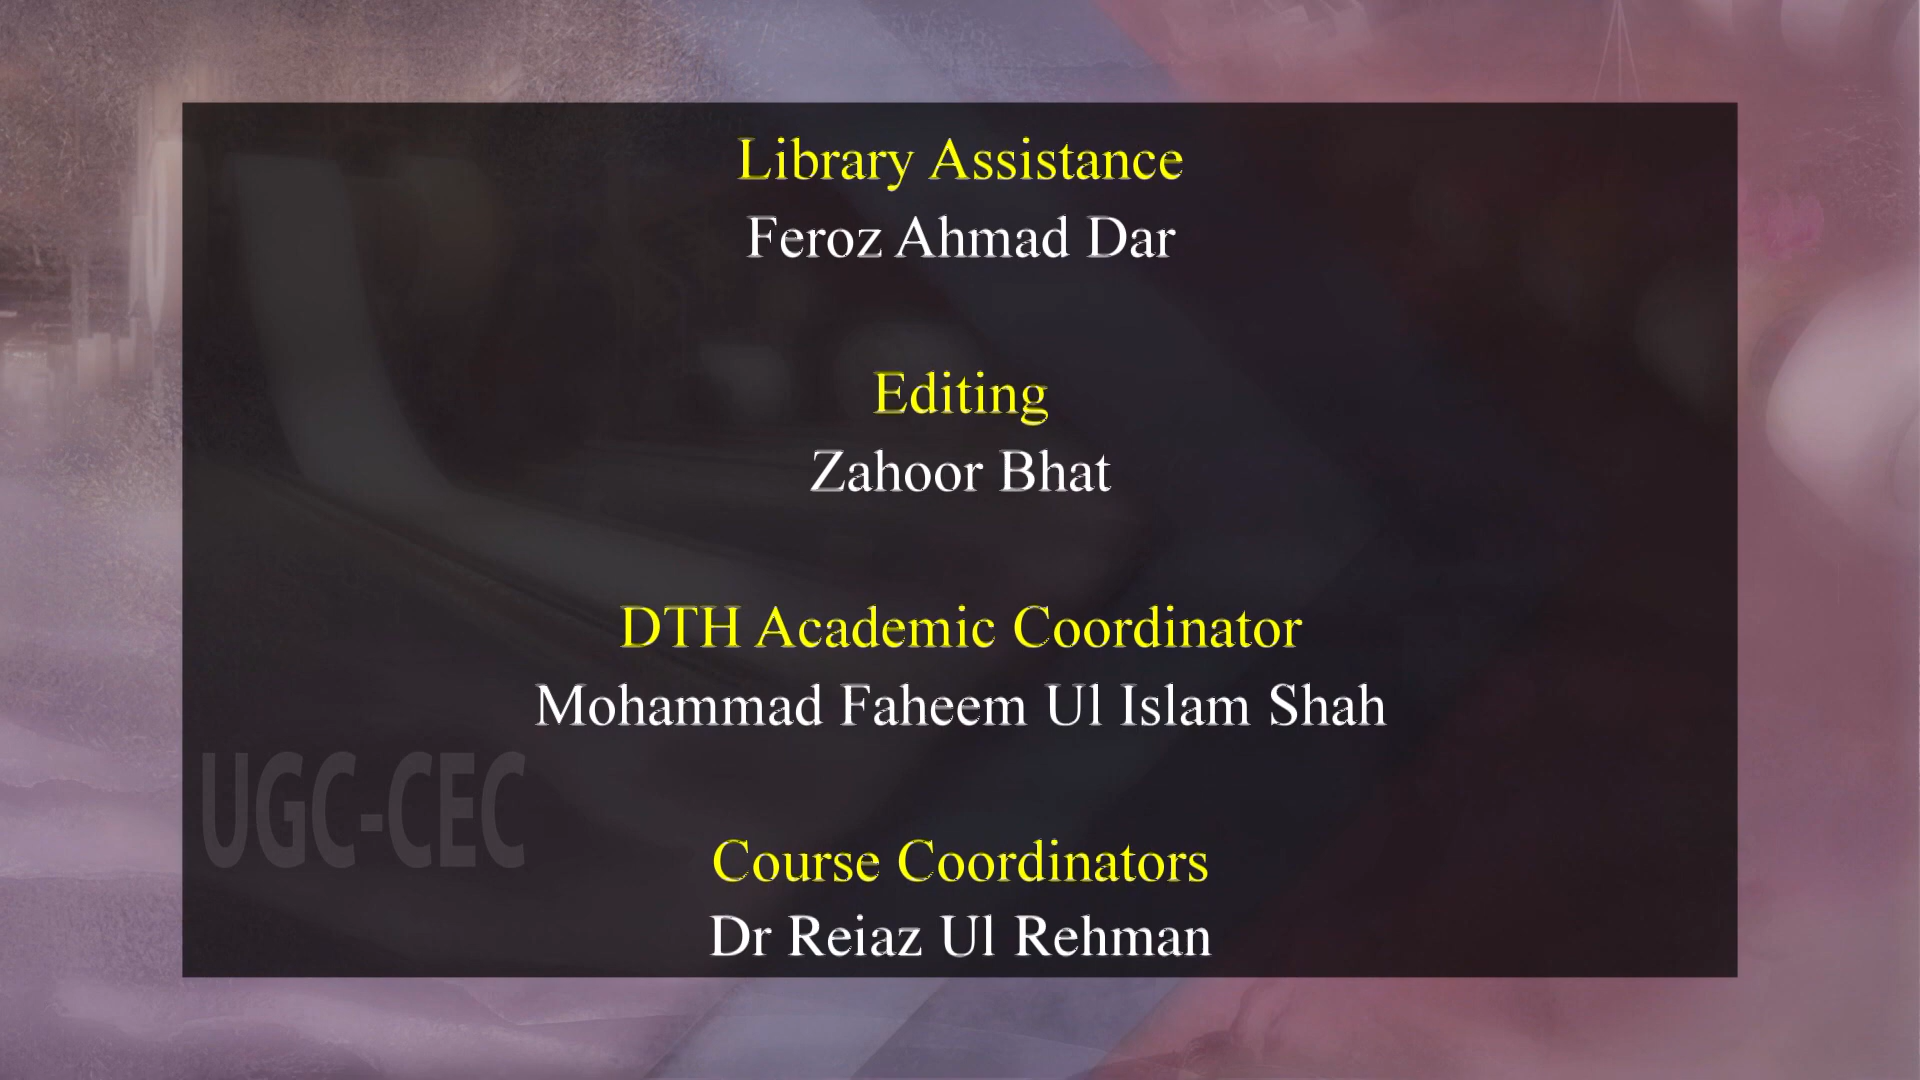 Library Assistance
Feroz Ahmad Dar
Editing
Zahoor Bhat
DTH Academic Coordinator
Mohammad Faheem Ul Islam Shah
UGC-CEC
Course Coordinators
Dr Reiaz Ul Rehman